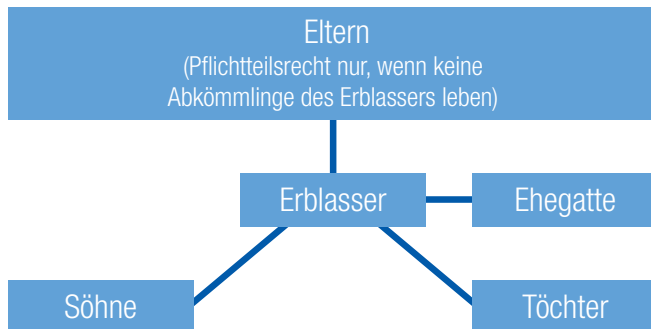 Eltern
(Pflichtteilsrecht nur, wenn keine
Abkömmlinge des Erblassers leben)
Erblasser
Ehegatte
Söhne
Töchter